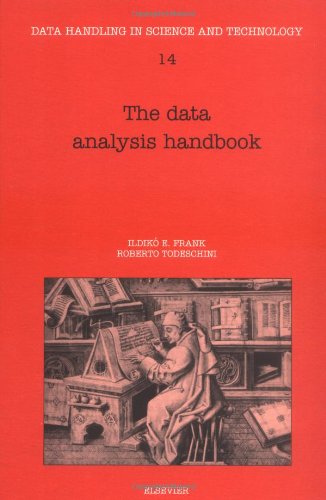 DATA HANDLING IN SCIENCE AND TECHNOLOGY
14
The data
analysis handbook
ILDIKÓ E. FRANK
ROBERTO TODESCHINI
ELSEVIER